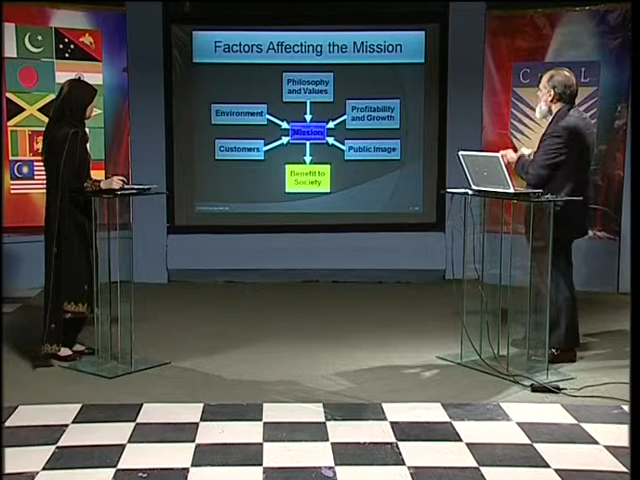 Factors Affecting the Mission
Philosophy
and Values
Environment
Profitability
and Growth
Mission
Customers
Public Image
Benefit to
Society
C
L